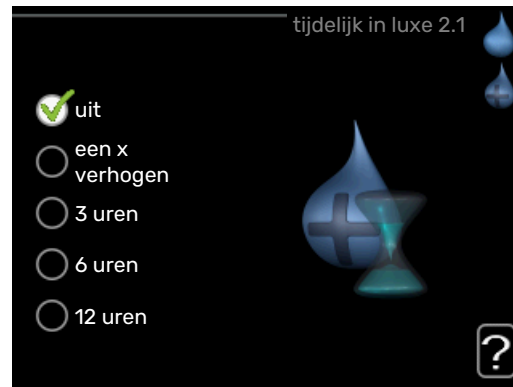 tijdelijk in luxe 2.1
uit
een x
verhogen
3 uren
6 uren
12 uren
?